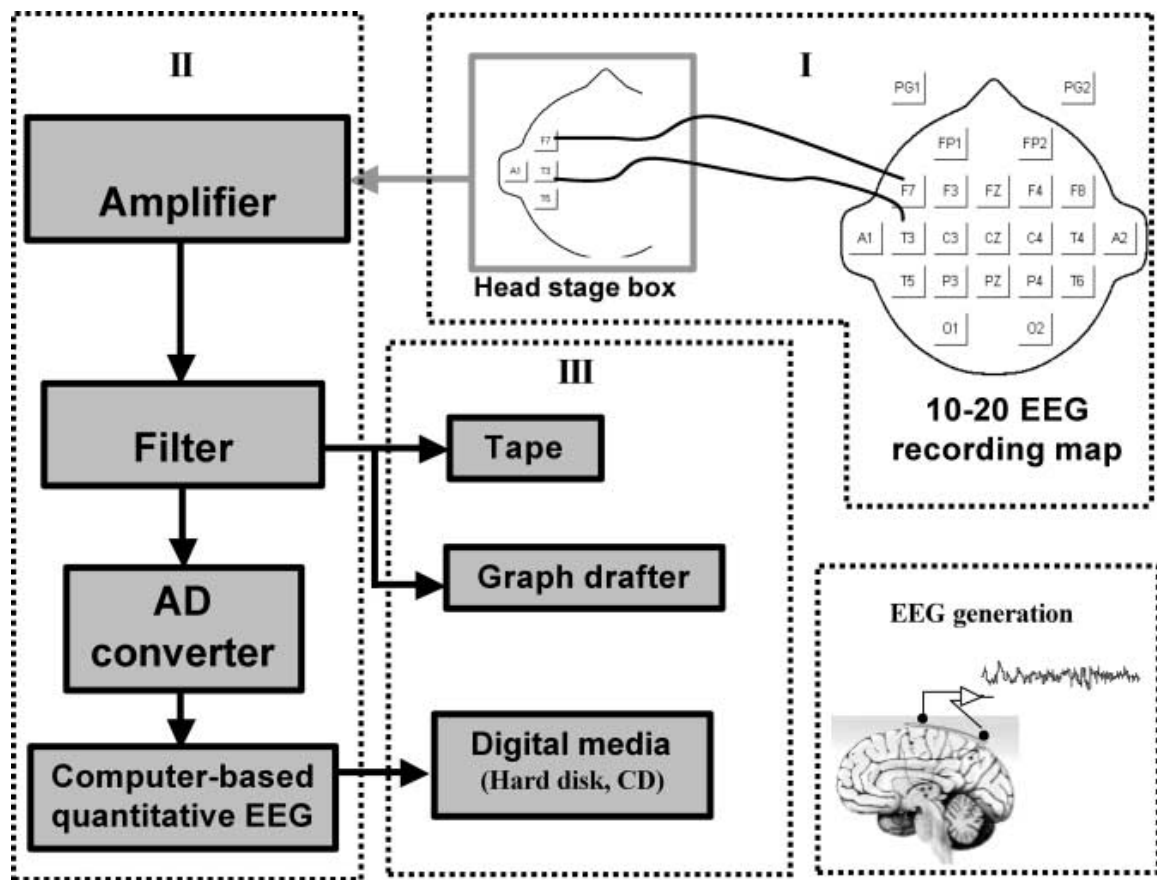 II
Amplifier
Filter
AD
converter
Computer-based
quantitative EEG
I
F7
A1 T3
T5
Head stage box
PG1 PG2
FP1 FP2
F7 F3 FZ F4 F8
A1 T3 C3 CZ C4 T4 A2
T5 P3 PZ P4 T6
O1 O2
10-20 EEG
recording map
III
Tape
Graph drafter
Digital media
(Hard disk, CD)
EEG generation